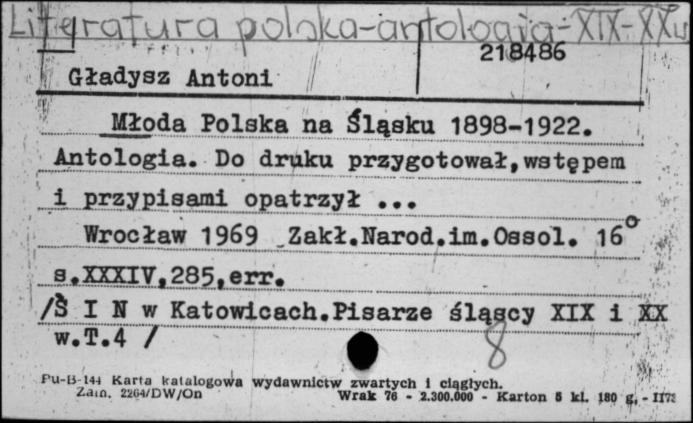 Literatura polska-antologia-XIX-XXw
218486
Gładysz Antoni
Młoda Polska na Śląsku 1898-1922.
Antologia. Do druku przygotował,wstępem
i przypisami opatrzył ...
Wrocław 1969 Zakł.Narod.im.Ossol. 16°
s.XXXIV,285,err.
/Ś I N w Katowicach.Pisarze śląscy XIX i XX
w.T.4 /
8
Pu-B-144 Karta katalogowa wydawnictw zwartych i ciągłych.
Zam. 2264/DW/On Wrak 76 - 2.300.000 - Karton 5 kl. 180 g.